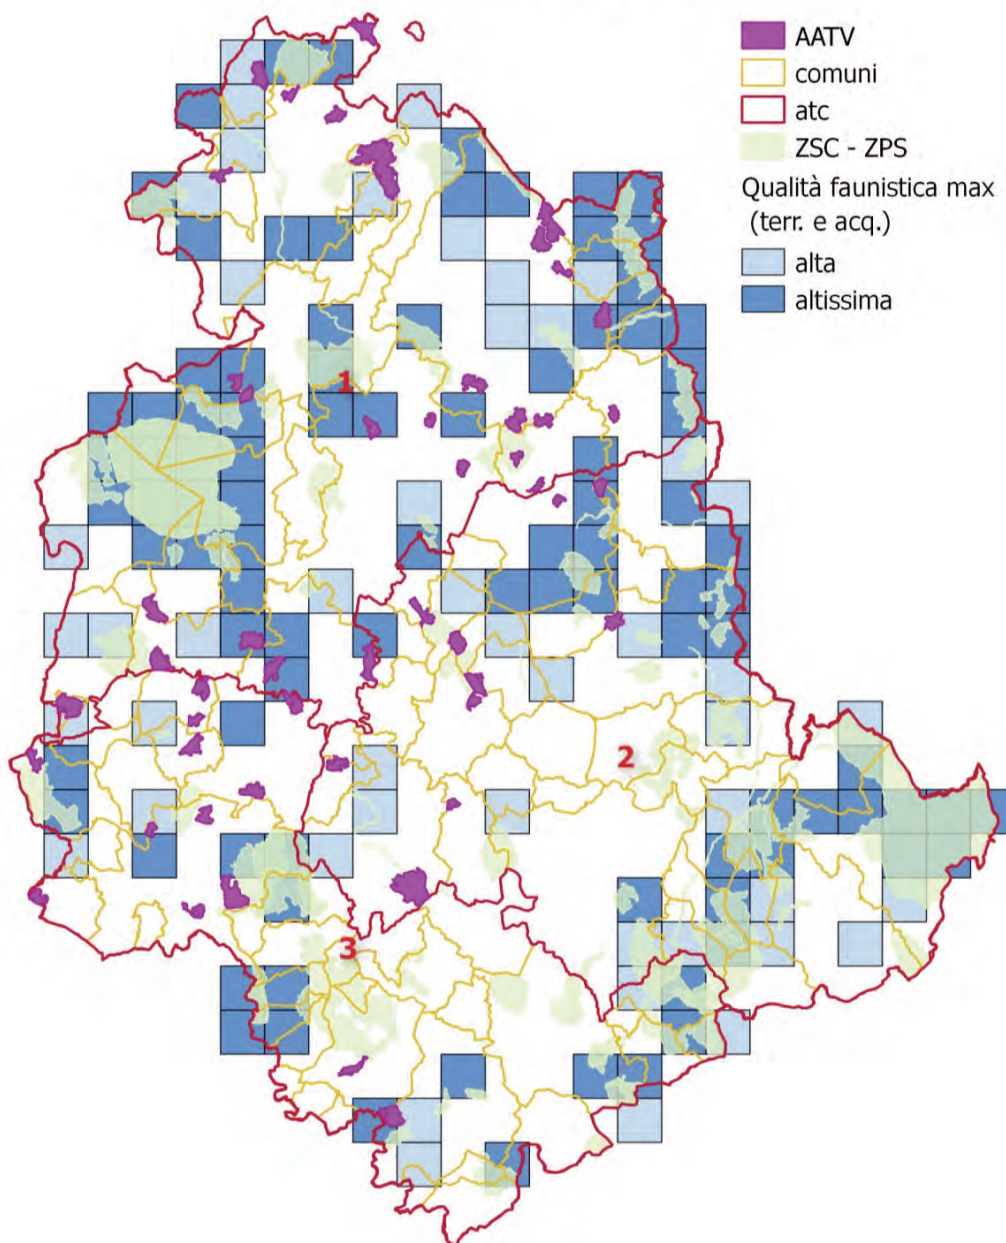 AATV
comuni
atc
ZSC - ZPS
Qualità faunistica max
(terr. e acq.)
alta
altissima
1
2
3